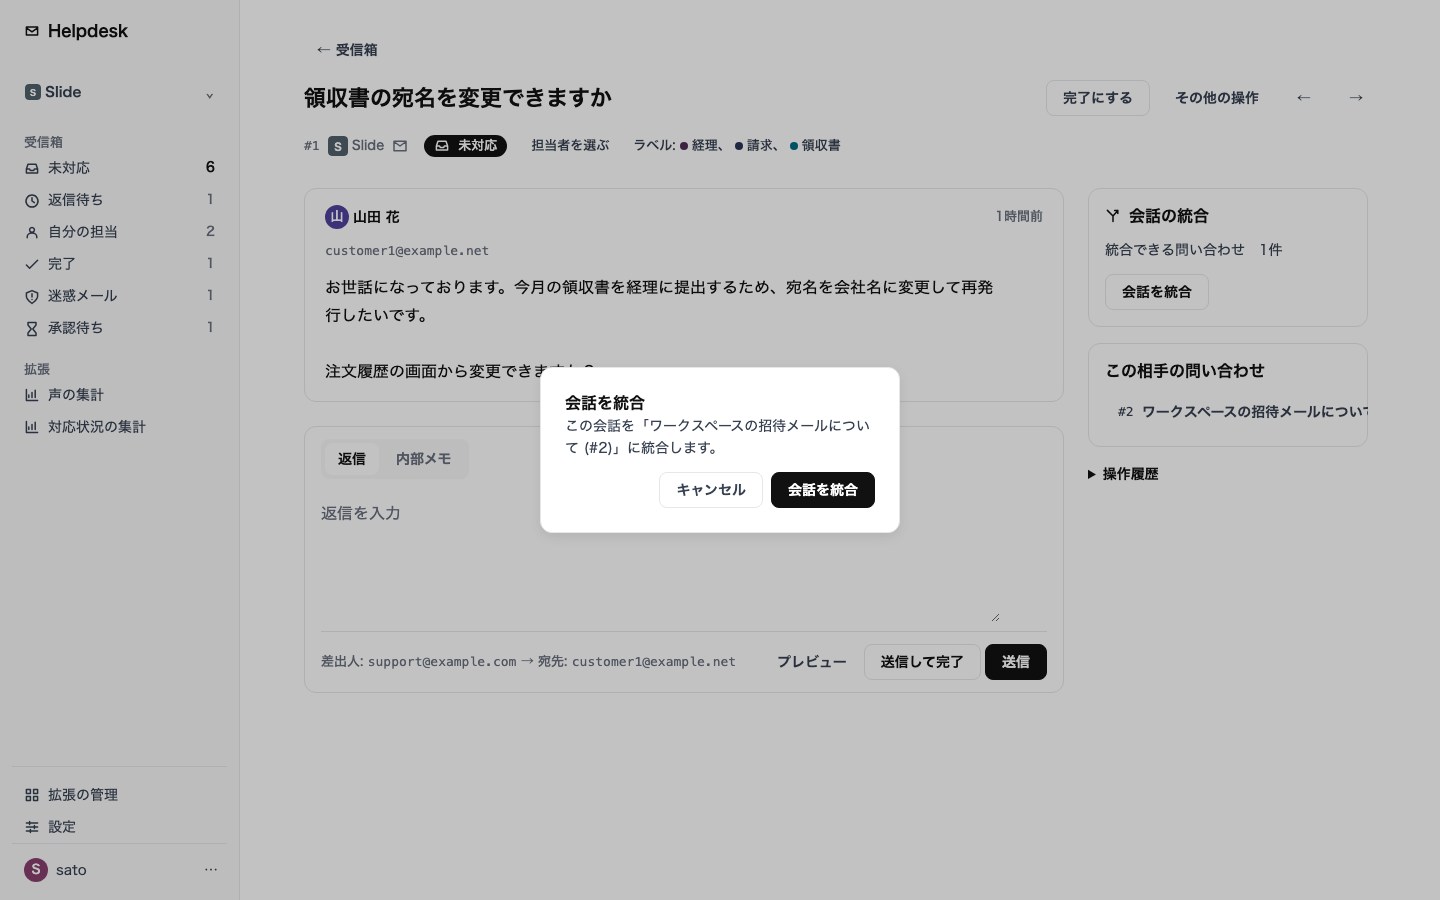 Helpdesk
S Slide
受信箱
未対応 6
返信待ち 1
自分の担当 2
完了 1
迷惑メール 1
承認待ち 1
拡張
声の集計
対応状況の集計
拡張の管理
設定
S sato ...
← 受信箱
領収書の宛名を変更できますか
完了にする その他の操作 ← →
#1 S Slide 未対応 担当者を選ぶ ラベル: 経理、 請求、 領収書
山 山田 花 1時間前
customer1@example.net
お世話になっております。今月の領収書を経理に提出するため、宛名を会社名に変更して再発
行したいです。
注文履歴の画面から変更できま
返信 内部メモ
返信を入力
差出人: support@example.com → 宛先: customer1@example.net プレビュー 送信して完了 送信
会話の統合
統合できる問い合わせ 1件
会話を統合
この相手の問い合わせ
#2 ワークスペースの招待メールについ
操作履歴
会話を統合
この会話を「ワークスペースの招待メールについ
て (#2)」に統合します。
キャンセル 会話を統合